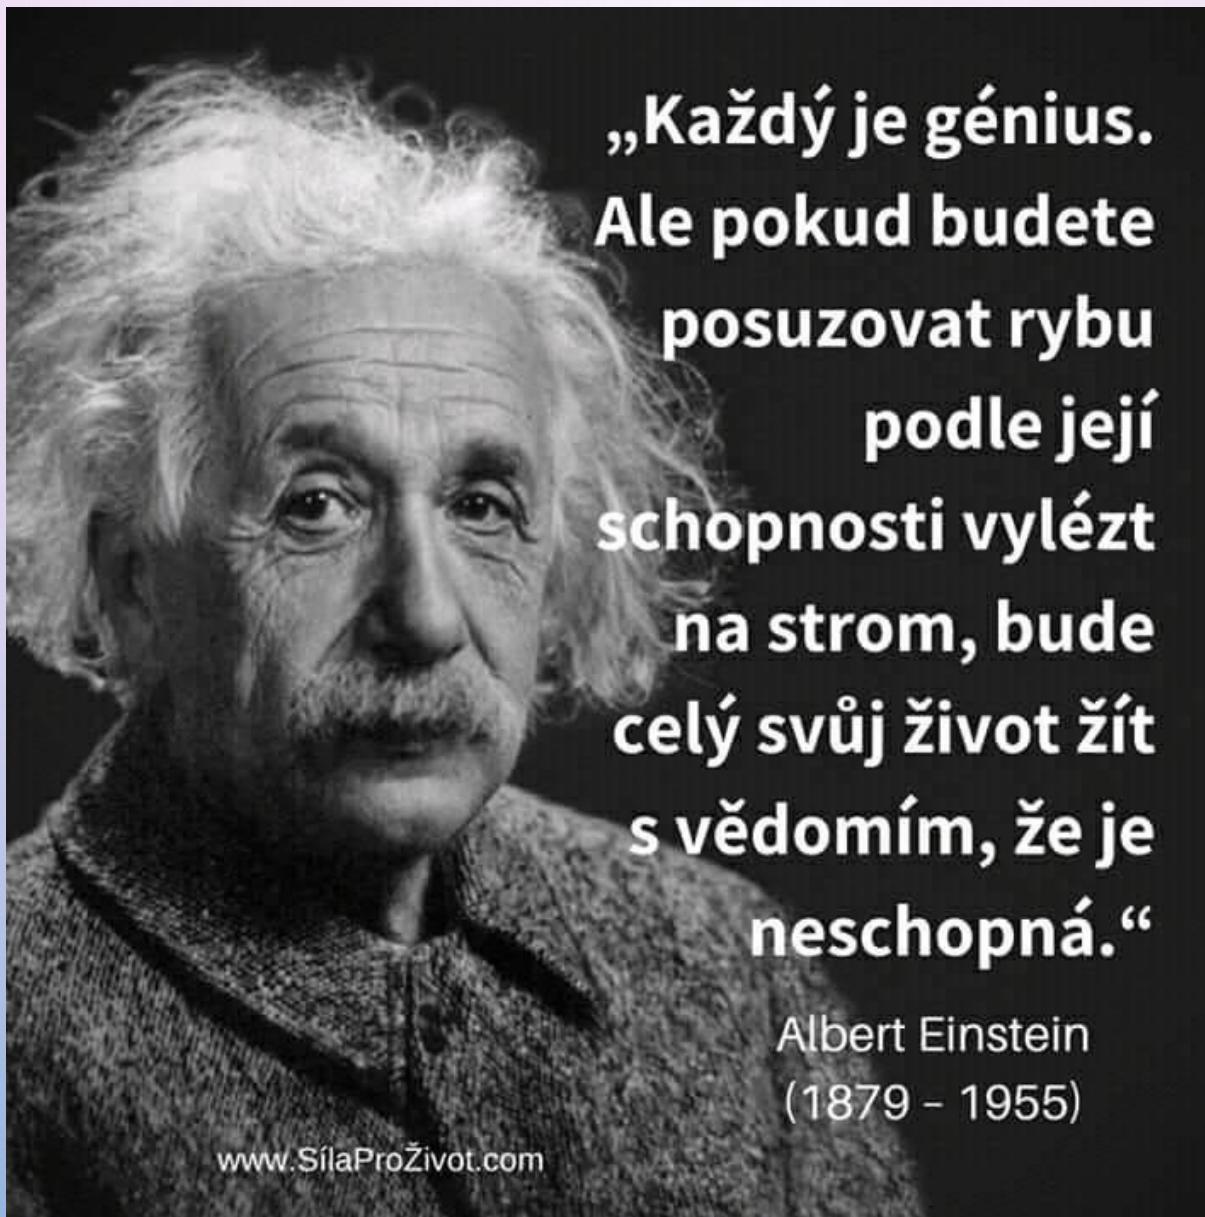 „Každý je génius.
Ale pokud budete
posuzovat rybu
podle její
schopnosti vylézt
na strom, bude
celý svůj život žít
s vědomím, že je
neschopná.“
Albert Einstein
(1879 – 1955)
www.SílaProŽivot.com